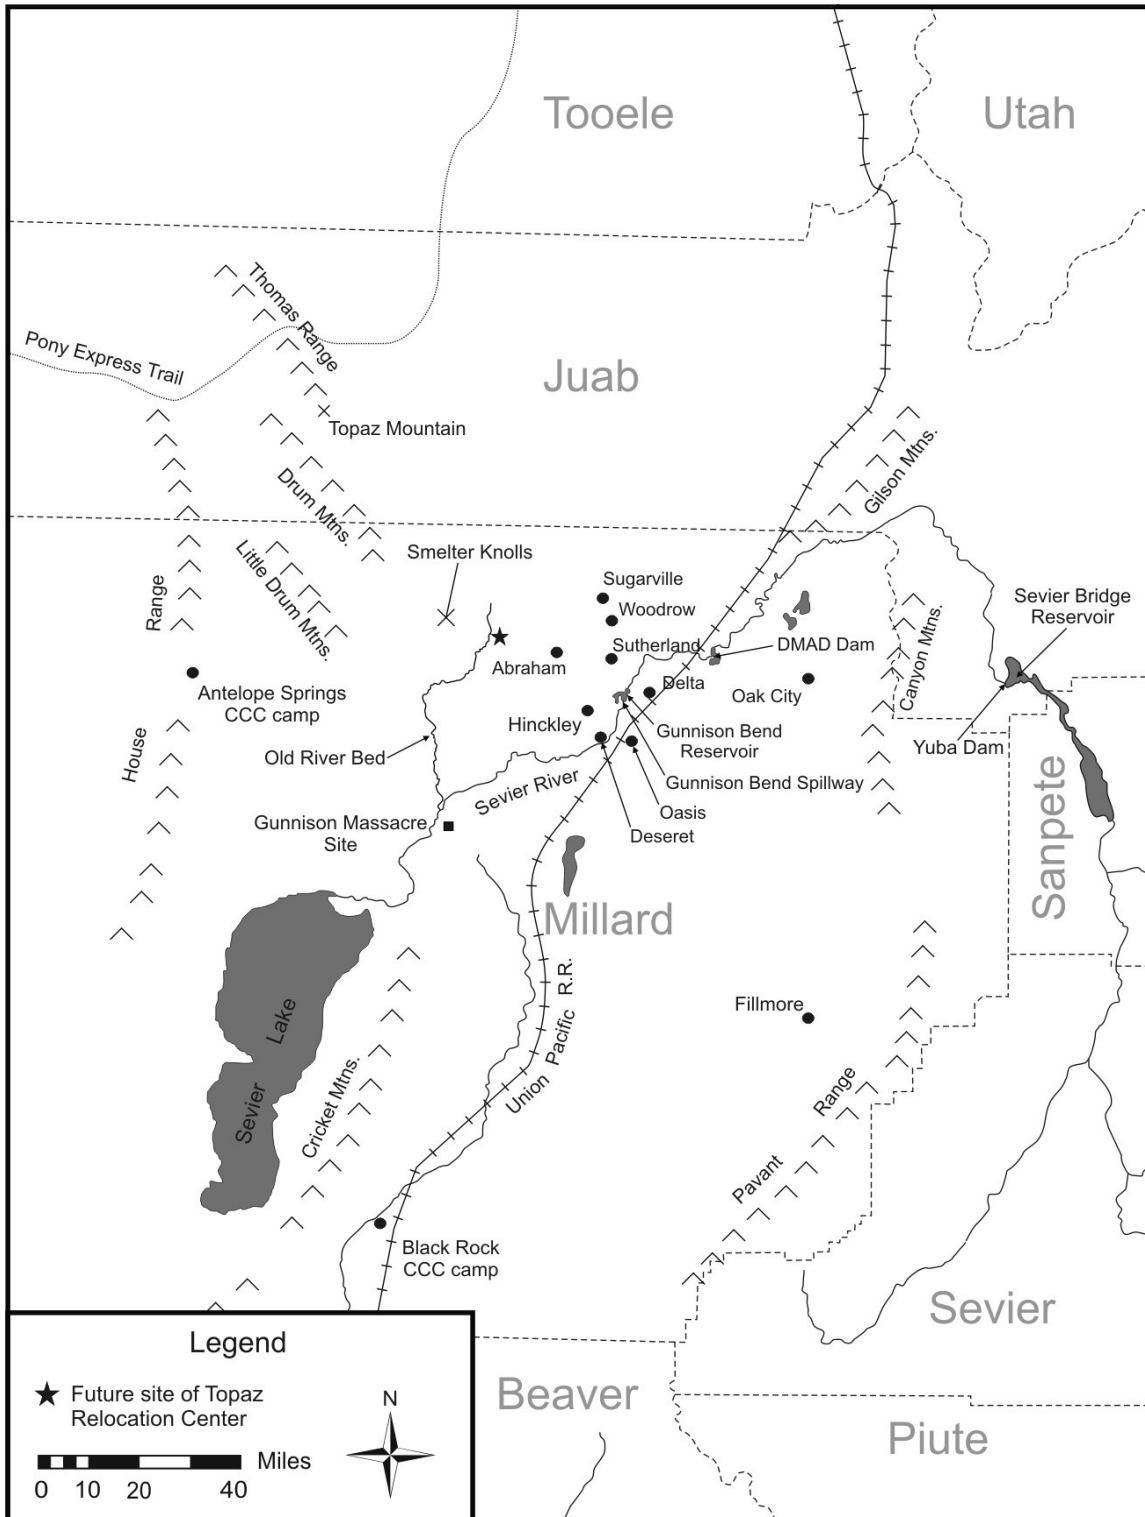 Tooele
Utah
Thomas Range
Pony Express Trail
Juab
Topaz Mountain
Gilson Mtns.
Drum Mtns.
Smelter Knolls
Little Drum Mtns.
Sugarville
Woodrow
Sevier Bridge
Reservoir
Range
Sutherland
DMAD Dam
Abraham
Canyon Mtns.
Antelope Springs
CCC camp
Delta
Oak City
Hinckley
Gunnison Bend
Reservoir
Yuba Dam
House
Old River Bed
Sevier River
Gunnison Bend Spillway
Oasis
Deseret
Gunnison Massacre
Site
Sanpete
Millard
Union Pacific R.R.
Fillmore
Sevier Lake
Cricket Mtns.
Pavant Range
Black Rock
CCC camp
Sevier
Beaver
Piute
Legend
Future site of Topaz
Relocation Center
N
Miles
0 10 20 40